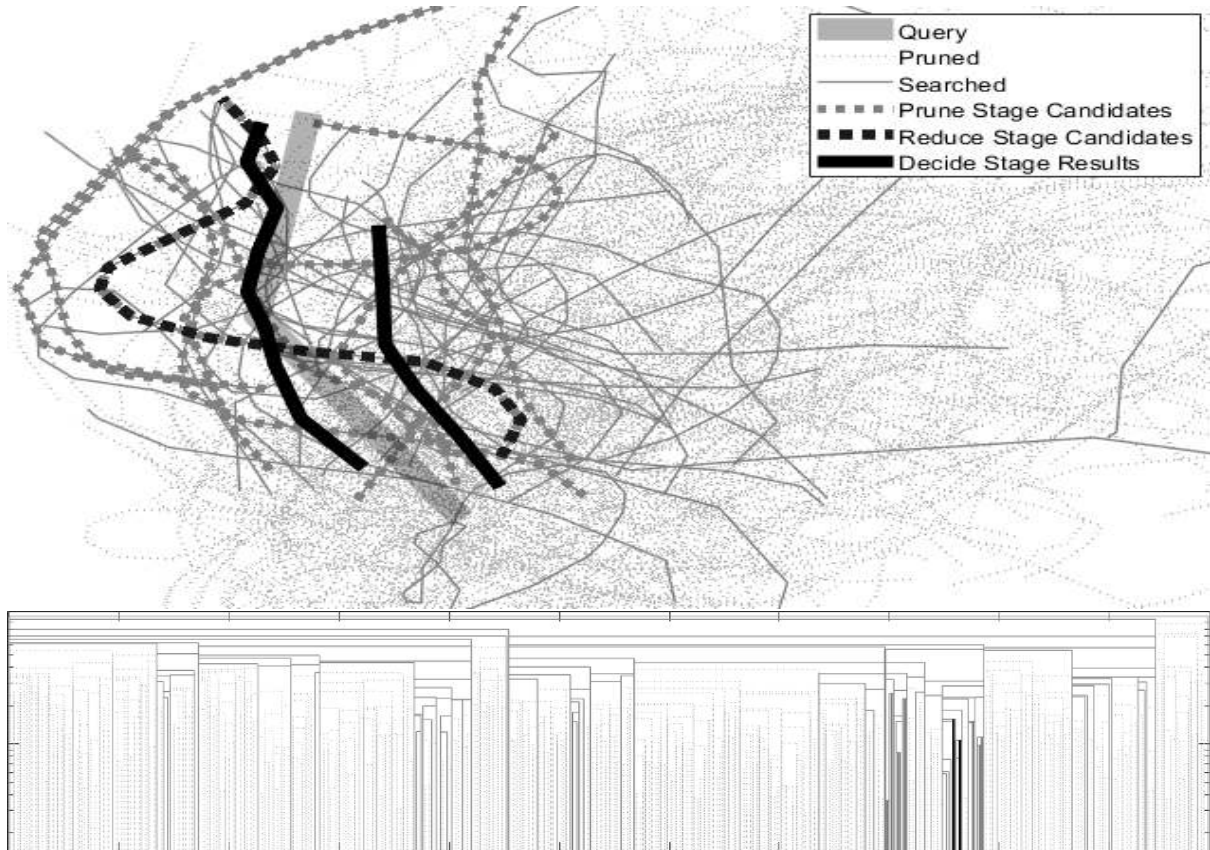 Query
Pruned
Searched
Prune Stage Candidates
Reduce Stage Candidates
Decide Stage Results